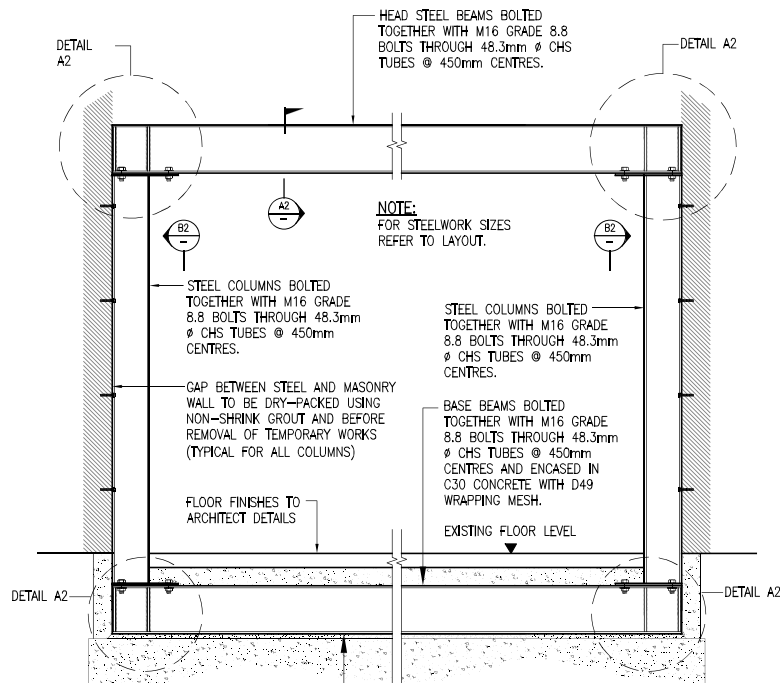 HEAD STEEL BEAMS BOLTED
TOGETHER WITH M16 GRADE 8.8
BOLTS THROUGH 48.3mm ø CHS
TUBES @ 450mm CENTRES.
DETAIL
A2
DETAIL A2
A2
-
NOTE:
FOR STEELWORK SIZES
REFER TO LAYOUT.
B2
-
B2
-
STEEL COLUMNS BOLTED
TOGETHER WITH M16 GRADE
8.8 BOLTS THROUGH 48.3mm
ø CHS TUBES @ 450mm
CENTRES.
STEEL COLUMNS BOLTED
TOGETHER WITH M16 GRADE
8.8 BOLTS THROUGH 48.3mm
ø CHS TUBES @ 450mm
CENTRES.
GAP BETWEEN STEEL AND MASONRY
WALL TO BE DRY-PACKED USING
NON-SHRINK GROUT AND BEFORE
REMOVAL OF TEMPORARY WORKS
(TYPICAL FOR ALL COLUMNS)
BASE BEAMS BOLTED
TOGETHER WITH M16 GRADE
8.8 BOLTS THROUGH 48.3mm
ø CHS TUBES @ 450mm
CENTRES AND ENCASED IN
C30 CONCRETE WITH D49
WRAPPING MESH.
FLOOR FINISHES TO
ARCHITECT DETAILS
EXISTING FLOOR LEVEL
DETAIL A2
DETAIL A2